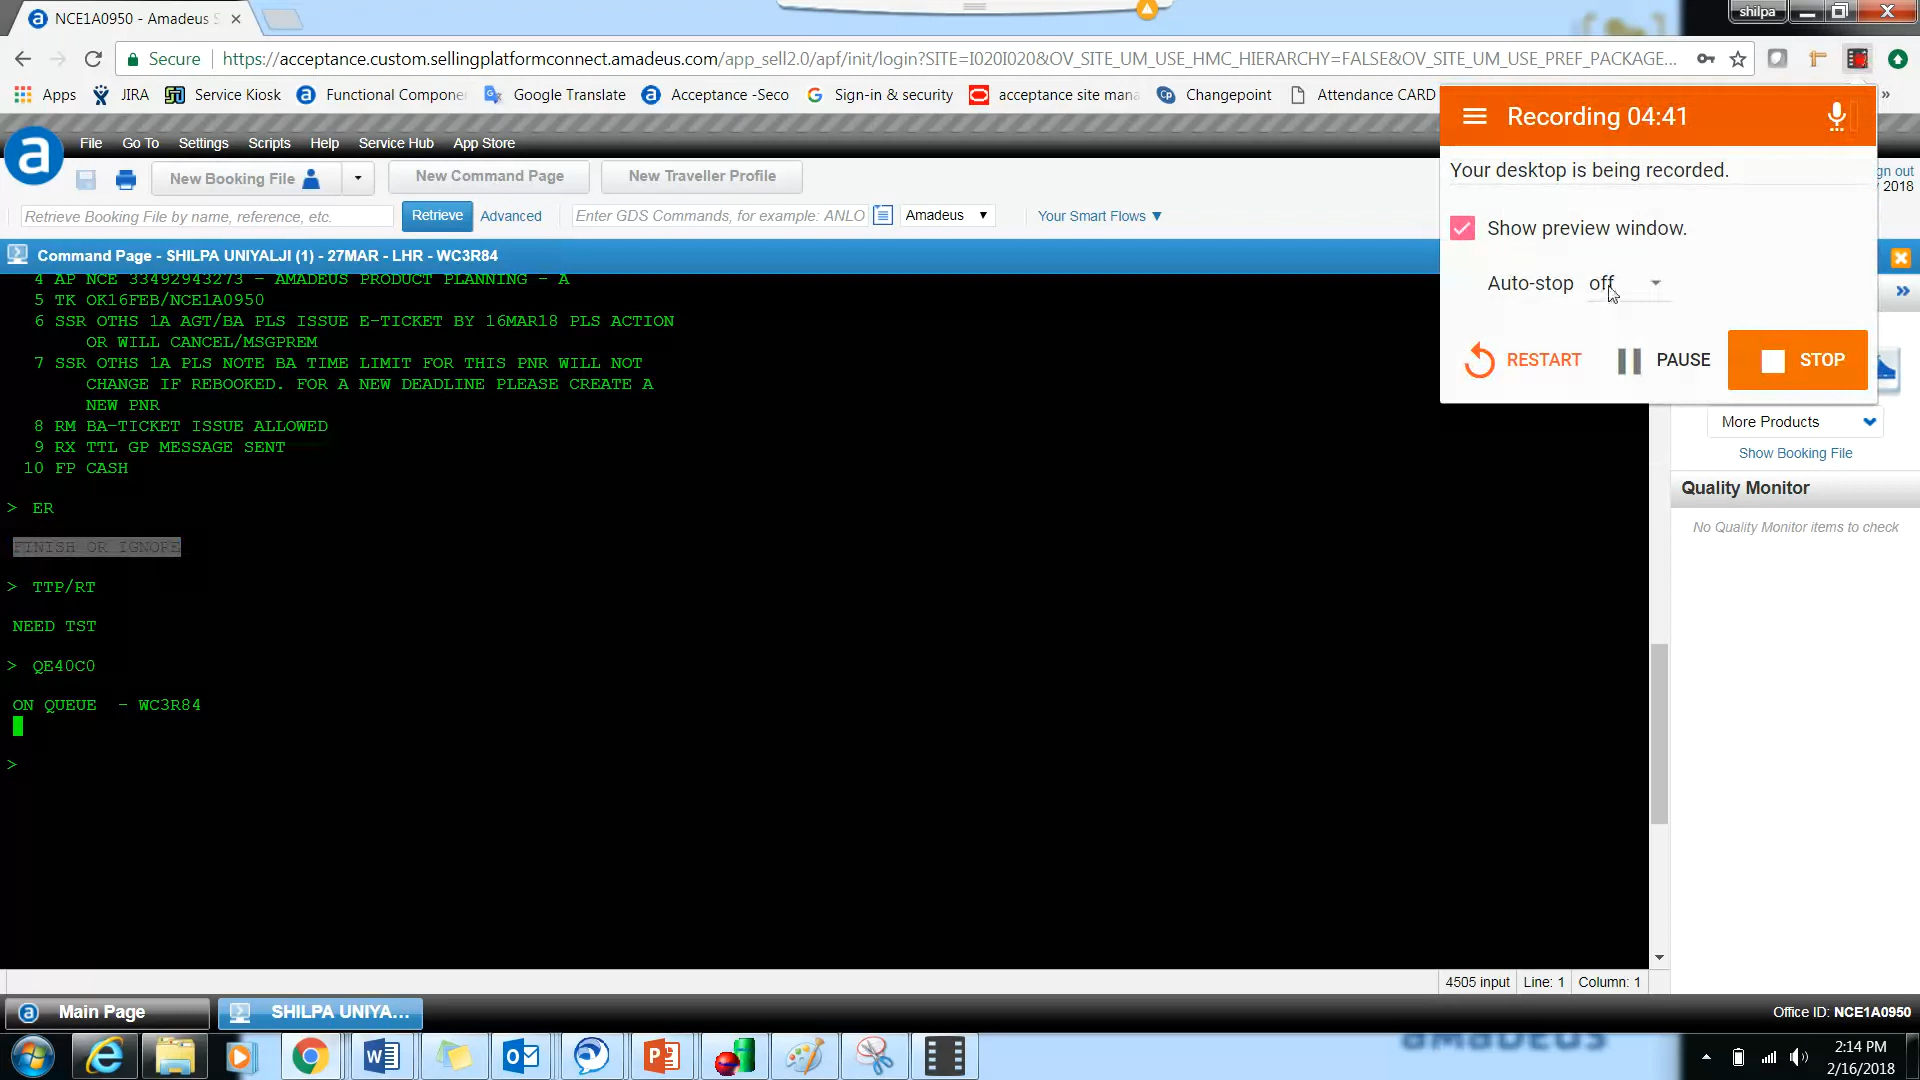 NCE1A0950 - Amadeus S
shilpa
Secure
https://acceptance.custom.sellingplatformconnect.amadeus.com/app_sell2.0/apf/init/login?SITE=I020I020&OV_SITE_UM_USE_HMC_HIERARCHY=FALSE&OV_SITE_UM_USE_PREF_PACKAGE...
Apps
JIRA
Service Kiosk
Functional Compone
Google Translate
Acceptance -Seco
Sign-in & security
acceptance site mana
Changepoint
Attendance CARD
»
Recording 04:41
Your desktop is being recorded.
Show preview window.
Auto-stop off
RESTART
PAUSE
STOP
File
Go To
Settings
Scripts
Help
Service Hub
App Store
gn out
2018
New Booking File
New Command Page
New Traveller Profile
Retrieve Booking File by name, reference, etc.
Retrieve
Advanced
Enter GDS Commands, for example: ANLO
Amadeus
Your Smart Flows
Command Page - SHILPA UNIYALJI (1) - 27MAR - LHR - WC3R84
4 AP NCE 33492943273 - AMADEUS PRODUCT PLANNING - A
5 TK OK16FEB/NCE1A0950
6 SSR OTHS 1A AGT/BA PLS ISSUE E-TICKET BY 16MAR18 PLS ACTION
OR WILL CANCEL/MSGPREM
7 SSR OTHS 1A PLS NOTE BA TIME LIMIT FOR THIS PNR WILL NOT
CHANGE IF REBOOKED. FOR A NEW DEADLINE PLEASE CREATE A
NEW PNR
8 RM BA-TICKET ISSUE ALLOWED
9 RX TTL GP MESSAGE SENT
10 FP CASH
> ER
FINISH OR IGNORE
> TTP/RT
NEED TST
> QE40C0
ON QUEUE - WC3R84
>
More Products
Show Booking File
Quality Monitor
No Quality Monitor items to check
4505 input
Line: 1
Column: 1
Main Page
SHILPA UNIYA...
Office ID: NCE1A0950
amadeus
2:14 PM
2/16/2018